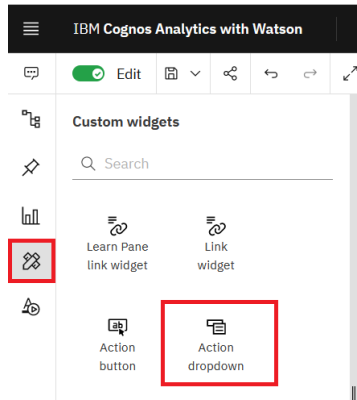 IBM Cognos Analytics with Watson
Edit
Custom widgets
Search
Learn Pane
link widget
Link
widget
ab
Action
button
Action
dropdown